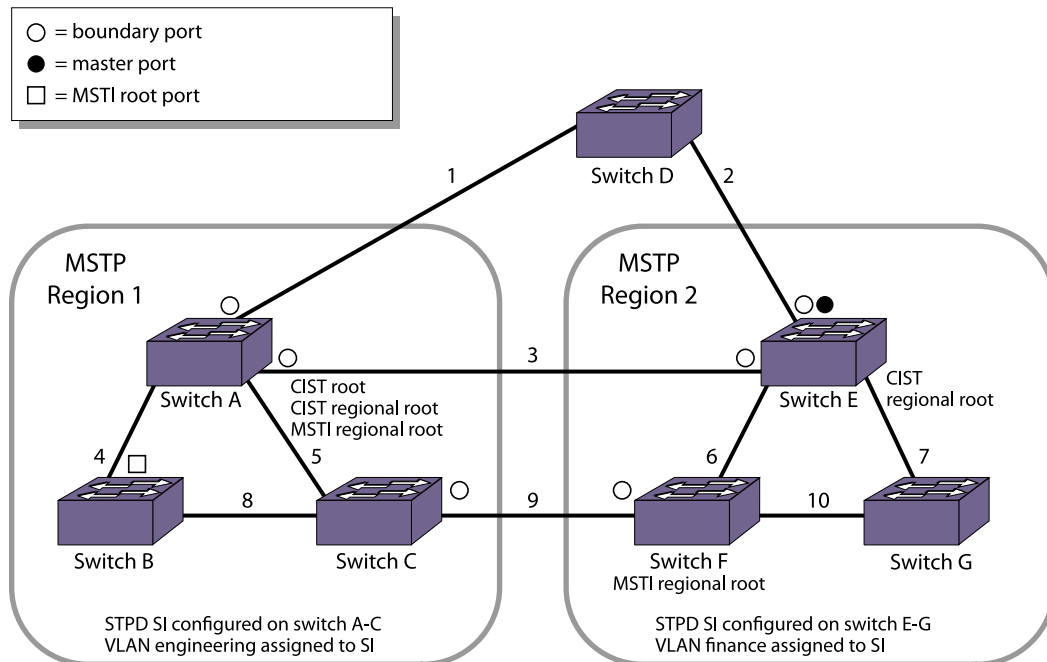 = boundary port
= master port
= MSTI root port
Switch D
1
2
MSTP
Region 1
MSTP
Region 2
3
Switch A
CIST root
CIST regional root
MSTI regional root
Switch E
CIST
regional root
4
5
6
7
8
9
10
Switch B
Switch C
Switch F
MSTI regional root
Switch G
STPD SI configured on switch A-C
VLAN engineering assigned to SI
STPD SI configured on switch E-G
VLAN finance assigned to SI